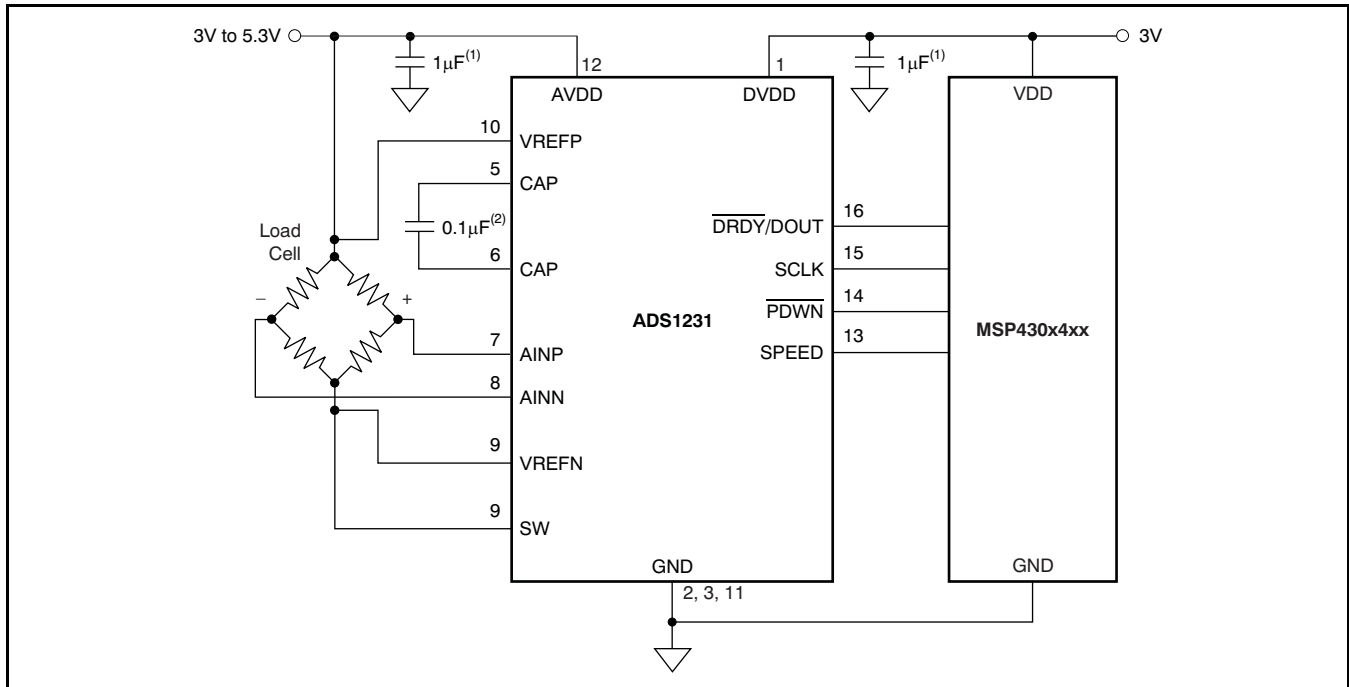 3V to 5.3V
1μF(1)
12
1
1μF(1)
3V
AVDD
DVDD
VDD
10
VREFP
5
CAP
0.1μF(2)
6
CAP
Load
Cell
–
+
7
AINP
8
AINN
9
VREFN
9
SW
ADS1231
16
DRDY/DOUT
15
SCLK
14
PDWN
13
SPEED
MSP430x4xx
GND
2, 3, 11
GND